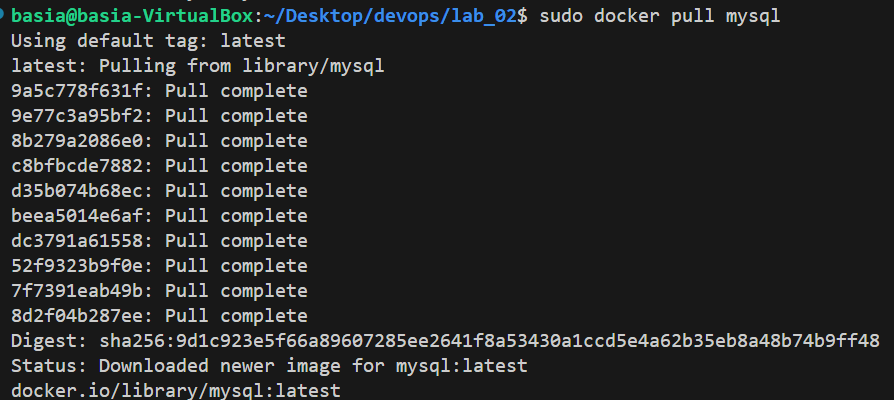 basia@basia-VirtualBox:~/Desktop/devops/lab_02$ sudo docker pull mysql
Using default tag: latest
latest: Pulling from library/mysql
9a5c778f631f: Pull complete
9e77c3a95bf2: Pull complete
8b279a2086e0: Pull complete
c8bfbcde7882: Pull complete
d35b074b68ec: Pull complete
beea5014e6af: Pull complete
dc3791a61558: Pull complete
52f9323b9f0e: Pull complete
7f7391eab49b: Pull complete
8d2f04b287ee: Pull complete
Digest: sha256:9d1c923e5f66a89607285ee2641f8a53430a1ccd5e4a62b35eb8a48b74b9ff48
Status: Downloaded newer image for mysql:latest
docker.io/library/mysql:latest